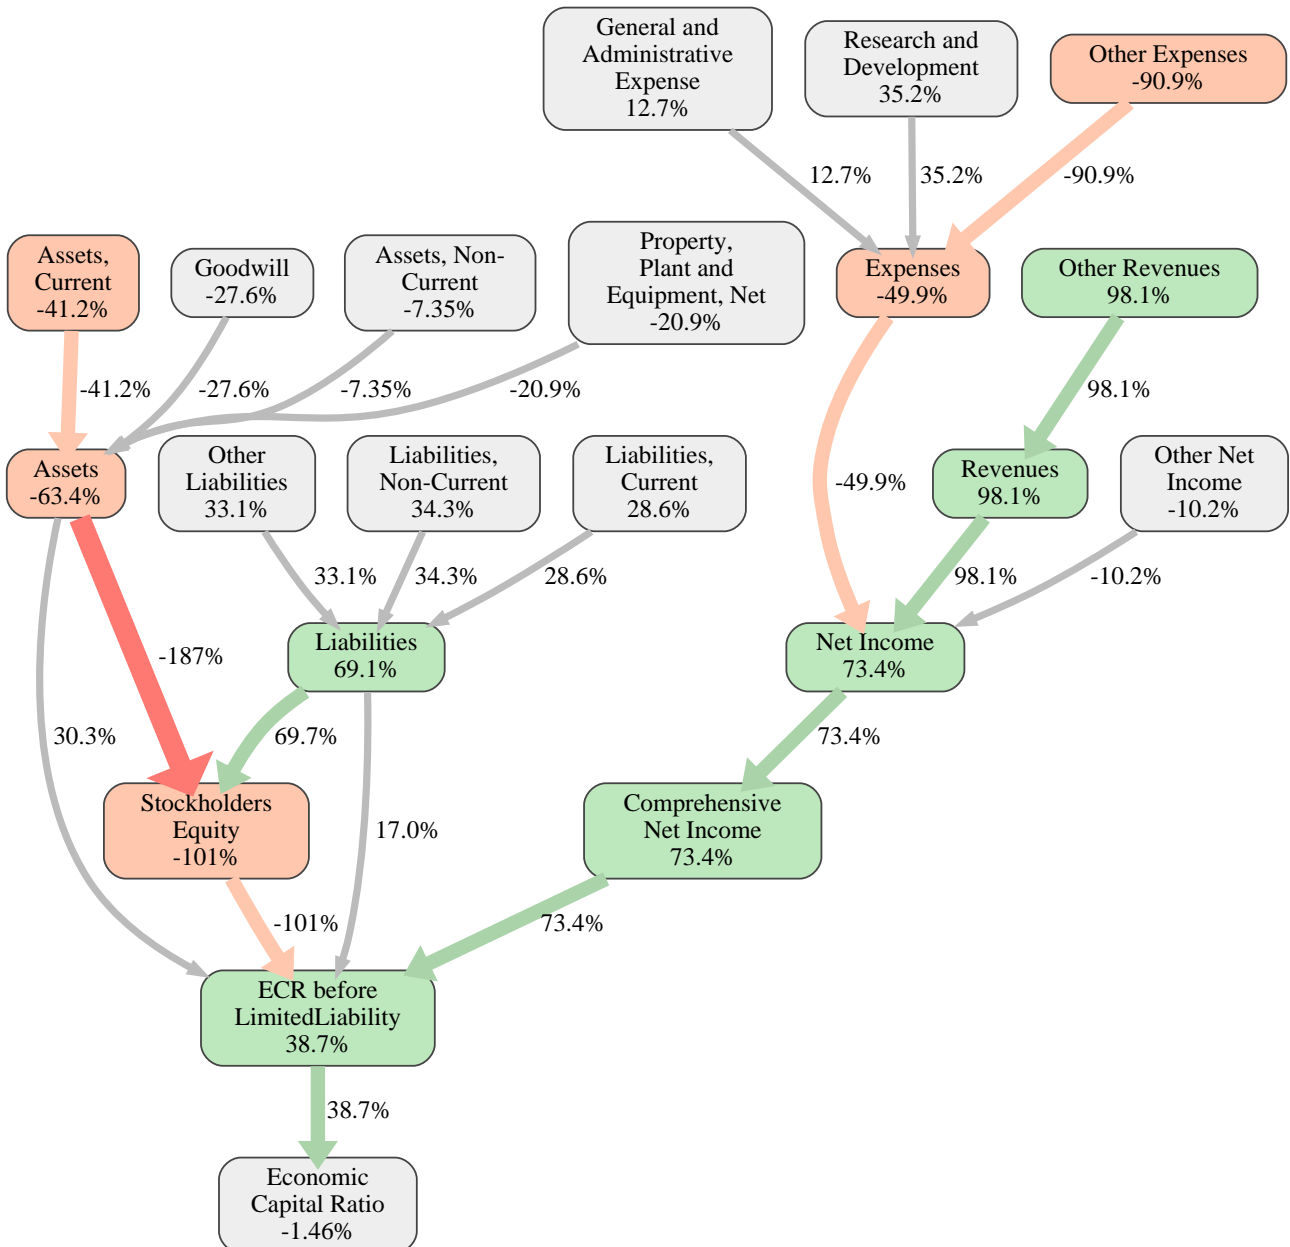 General and
Administrative
Expense
12.7%
Research and
Development
35.2%
Other Expenses
-90.9%
12.7%
35.2%
-90.9%
Assets,
Current
-41.2%
Goodwill
-27.6%
Assets, Non-
Current
-7.35%
Property,
Plant and
Equipment, Net
-20.9%
Expenses
-49.9%
Other Revenues
98.1%
-41.2%
-27.6%
-7.35%
-20.9%
98.1%
Assets
-63.4%
Other
Liabilities
33.1%
Liabilities,
Non-Current
34.3%
Liabilities,
Current
28.6%
-49.9%
Revenues
98.1%
Other Net
Income
-10.2%
33.1%
34.3%
28.6%
98.1%
-10.2%
-187%
Liabilities
69.1%
Net Income
73.4%
30.3%
69.7%
73.4%
Stockholders
Equity
-101%
17.0%
Comprehensive
Net Income
73.4%
-101%
73.4%
ECR before
LimitedLiability
38.7%
38.7%
Economic
Capital Ratio
-1.46%